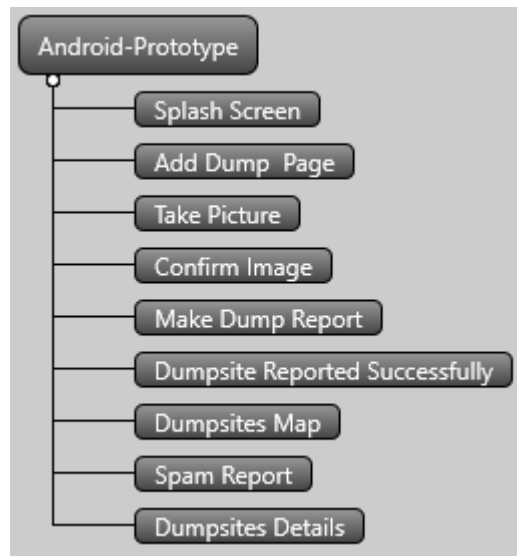 Android-Prototype
Splash Screen
Add Dump  Page
Take Picture
Confirm Image
Make Dump Report
Dumpsite Reported Successfully
Dumpsites Map
Spam Report
Dumpsites Details